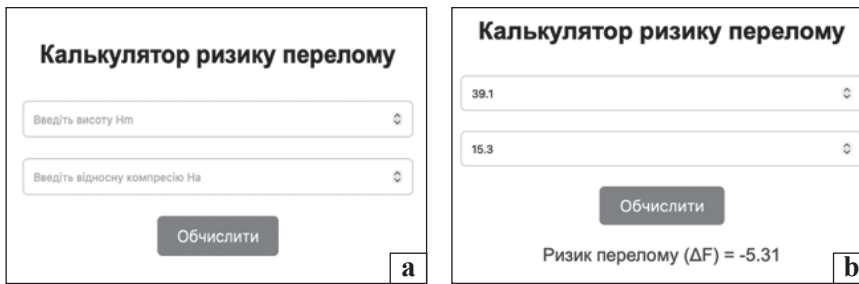 Калькулятор ризику перелому
Введіть висоту Hm
Введіть відносну компресію На
Обчислити
a
Калькулятор ризику перелому
39.1
15.3
Обчислити
Ризик перелому (ΔF) = -5.31
b